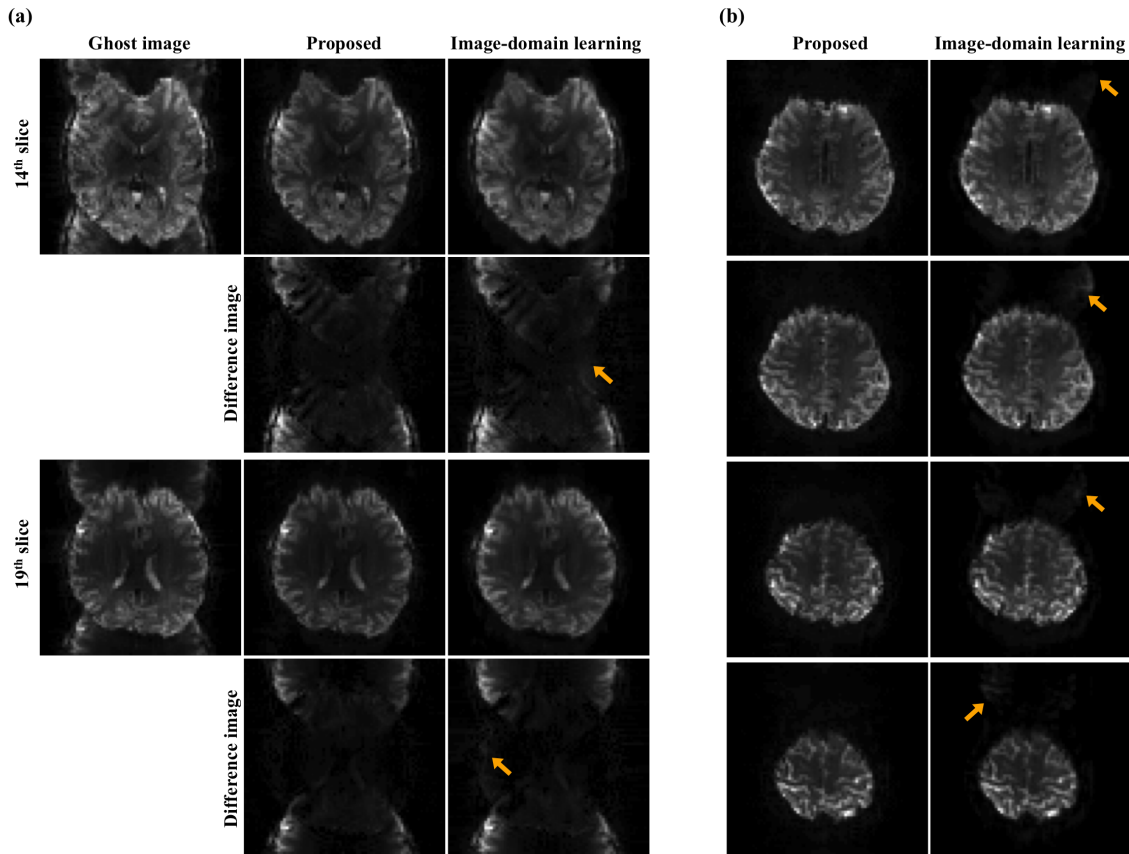 (a)
(b)
Ghost image
Proposed
Image-domain learning
Proposed
Image-domain learning
14th slice
Difference image
19th slice
Difference image